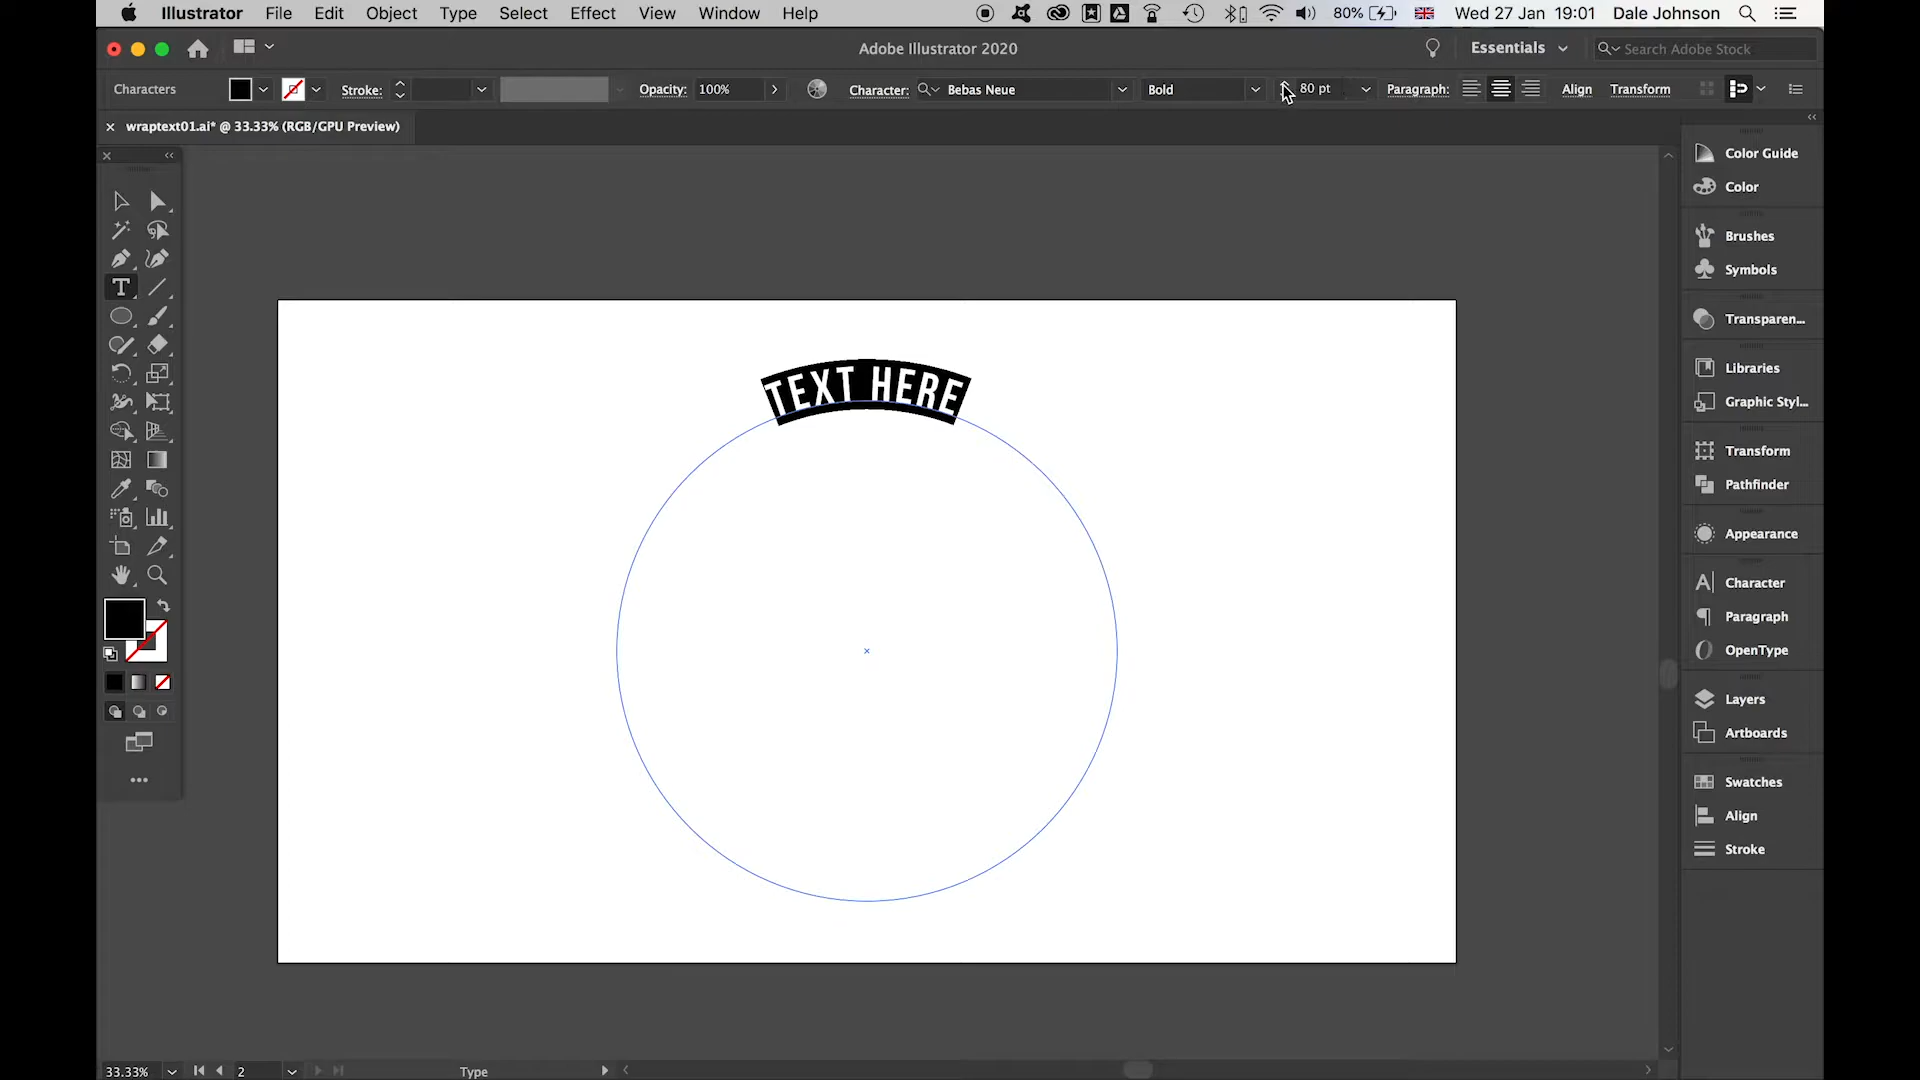 Illustrator File Edit Object Type Select Effect View Window Help 80% Wed 27 Jan 19:01 Dale Johnson
Adobe Illustrator 2020 Essentials Search Adobe Stock
Characters Stroke: Opacity: 100% Character: Bebas Neue Bold 80 pt Paragraph: Align Transform
wraptext01.ai* @ 33.33% (RGB/GPU Preview)
Color Guide
Color
Brushes
Symbols
Transparen...
Libraries
Graphic Styl...
Transform
Pathfinder
Appearance
Character
Paragraph
OpenType
Layers
Artboards
Swatches
Align
Stroke
TEXT HERE
33.33% 2 Type